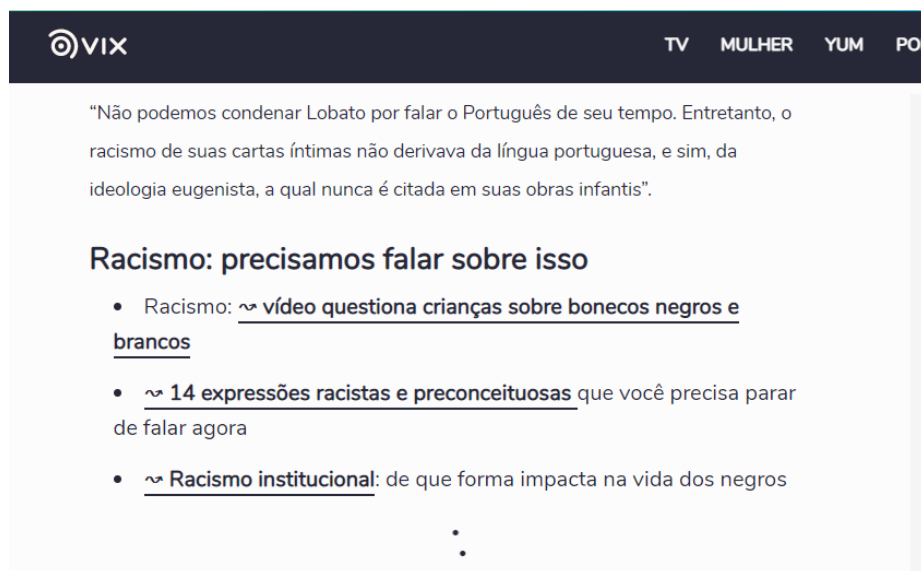 VIX TV MULHER YUM PO
“Não podemos condenar Lobato por falar o Português de seu tempo. Entretanto, o
racismo de suas cartas íntimas não derivava da língua portuguesa, e sim, da
ideologia eugenista, a qual nunca é citada em suas obras infantis”.
Racismo: precisamos falar sobre isso
• Racismo: ↝ vídeo questiona crianças sobre bonecos negros e
brancos
• ↝ 14 expressões racistas e preconceituosas que você precisa parar
de falar agora
• ↝ Racismo institucional: de que forma impacta na vida dos negros